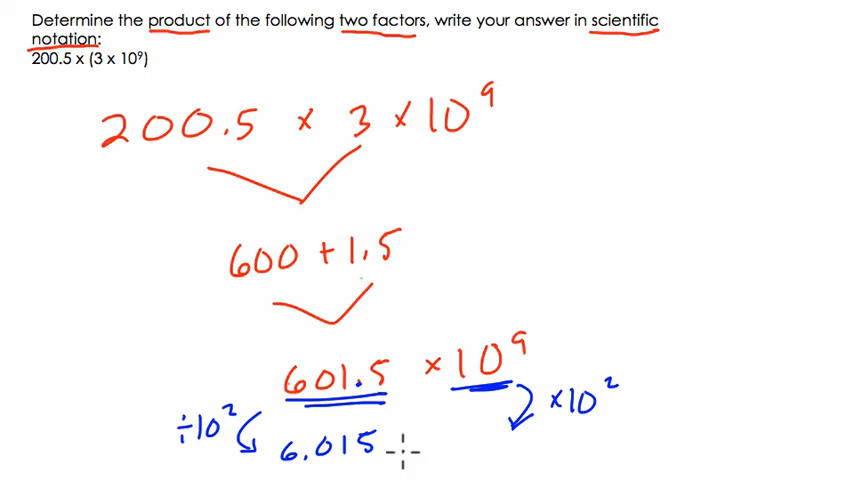 Determine the product of the following two factors, write your answer in scientific
notation:
200.5 x (3 x 10⁹)
200.5 × 3 × 10⁹
600 + 1.5
601.5 × 10⁹
÷10² ×10²
6.015